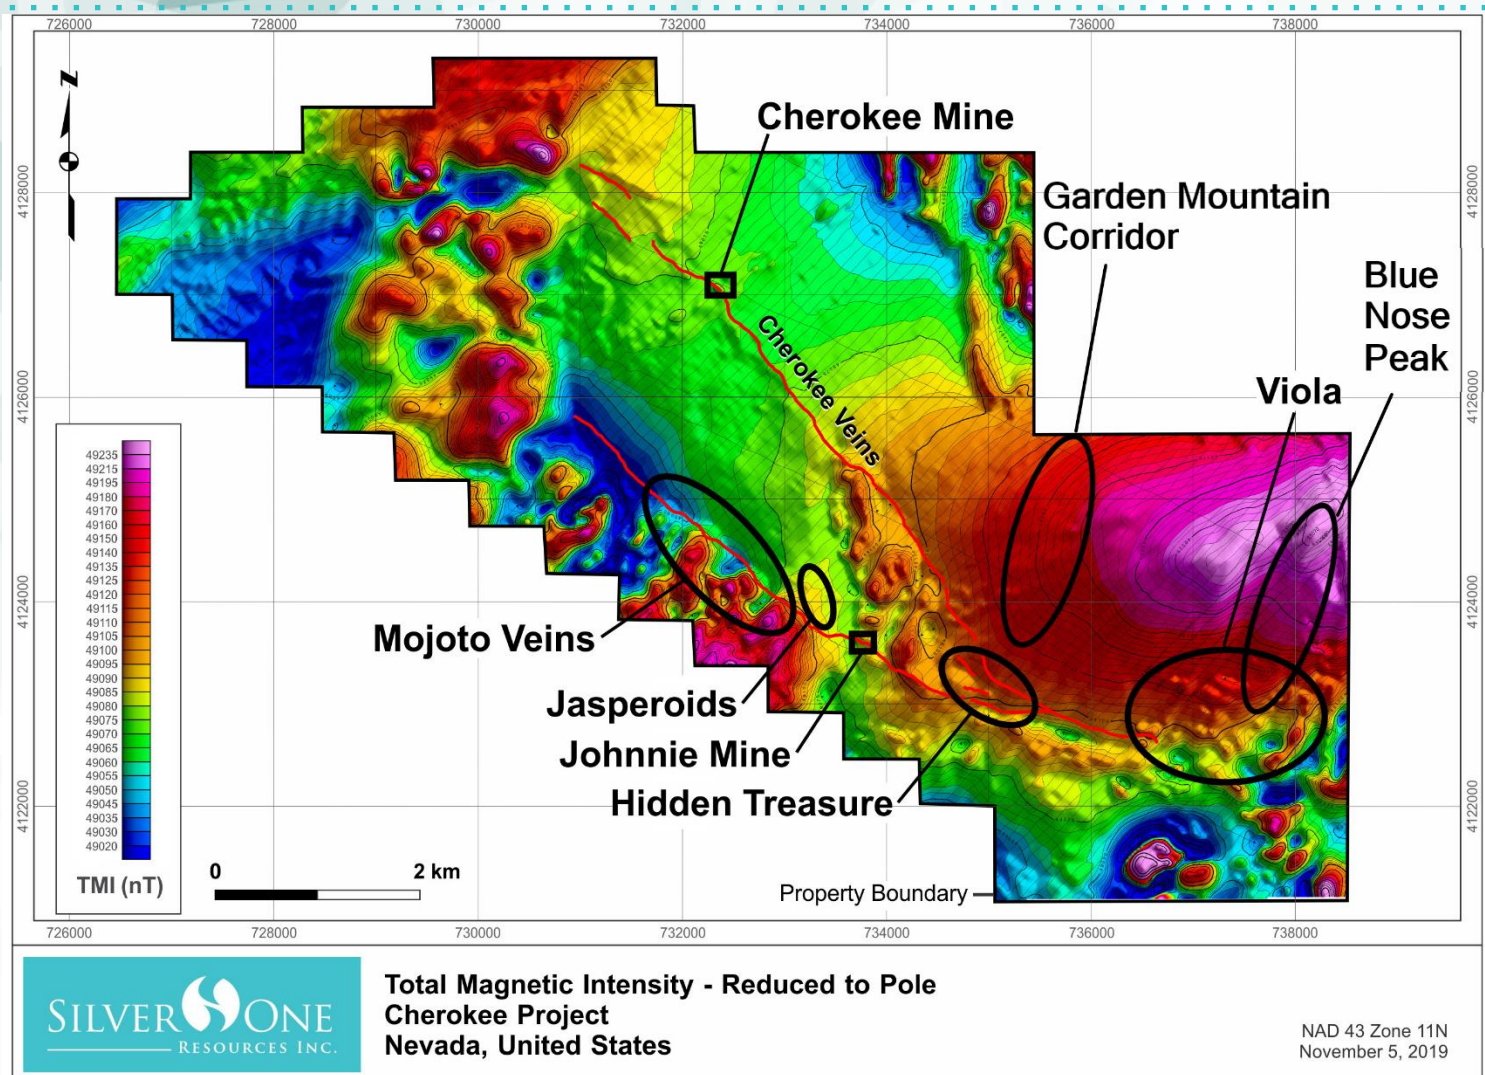 726000 728000 730000 732000 734000 736000 738000
N
Cherokee Mine
4128000
4128000
Garden Mountain
Corridor
Blue
Nose
Peak
Cherokee Veins
Viola
4126000
4126000
49235
49215
49195
49180
49170
49160
49150
49140
49135
49125
49120
49115
49110
49105
49100
49095
49090
49085
49080
49075
49070
49065
49060
49055
49050
49045
49035
49030
49020
TMI (nT)
4124000
4124000
Mojoto Veins
Jasperoids
Johnnie Mine
Hidden Treasure
4122000
4122000
0 2 km
Property Boundary
726000 728000 730000 732000 734000 736000 738000
SILVER ONE
RESOURCES INC.
Total Magnetic Intensity - Reduced to Pole
Cherokee Project
Nevada, United States
NAD 43 Zone 11N
November 5, 2019